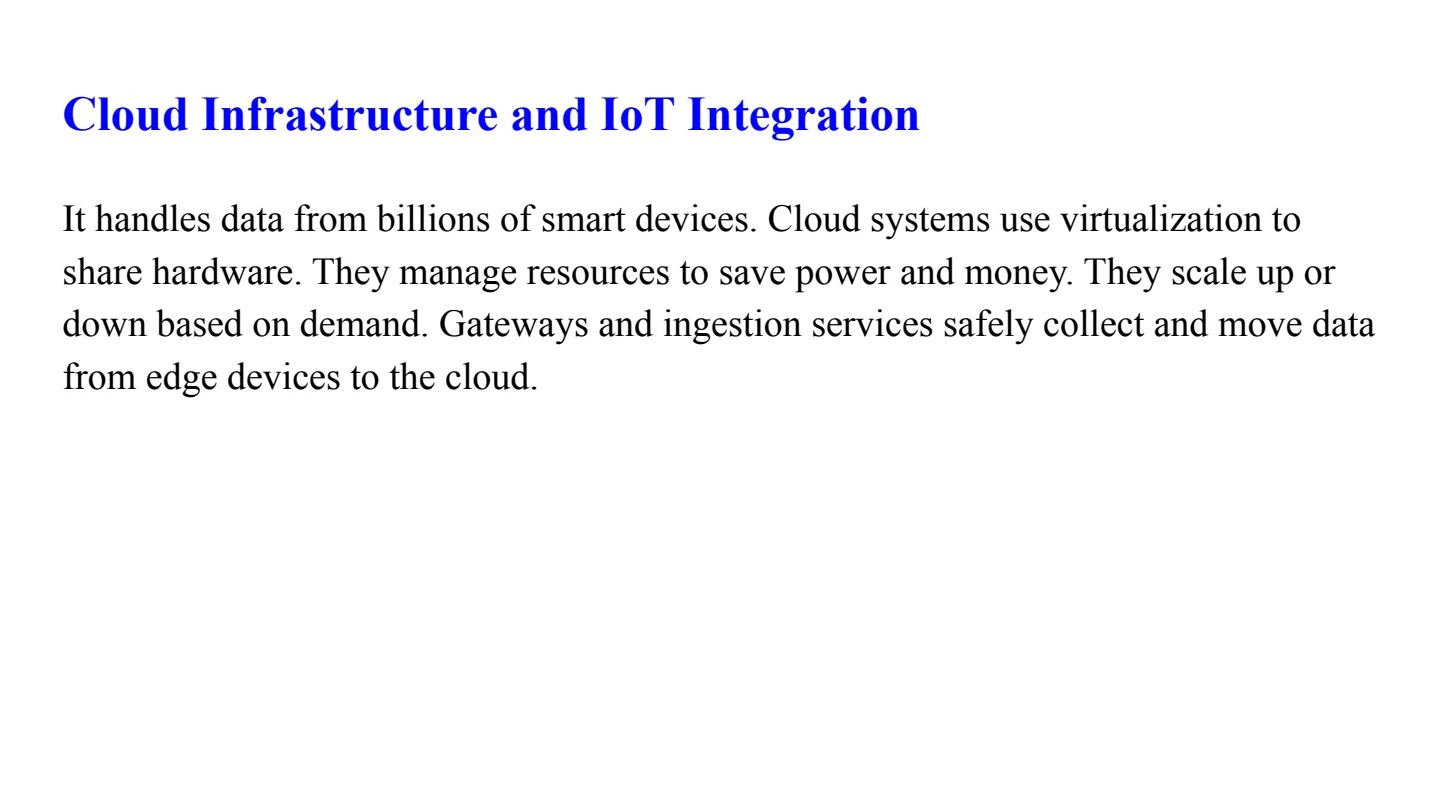 Cloud Infrastructure and IoT Integration
It handles data from billions of smart devices. Cloud systems use virtualization to
share hardware. They manage resources to save power and money. They scale up or
down based on demand. Gateways and ingestion services safely collect and move data
from edge devices to the cloud.